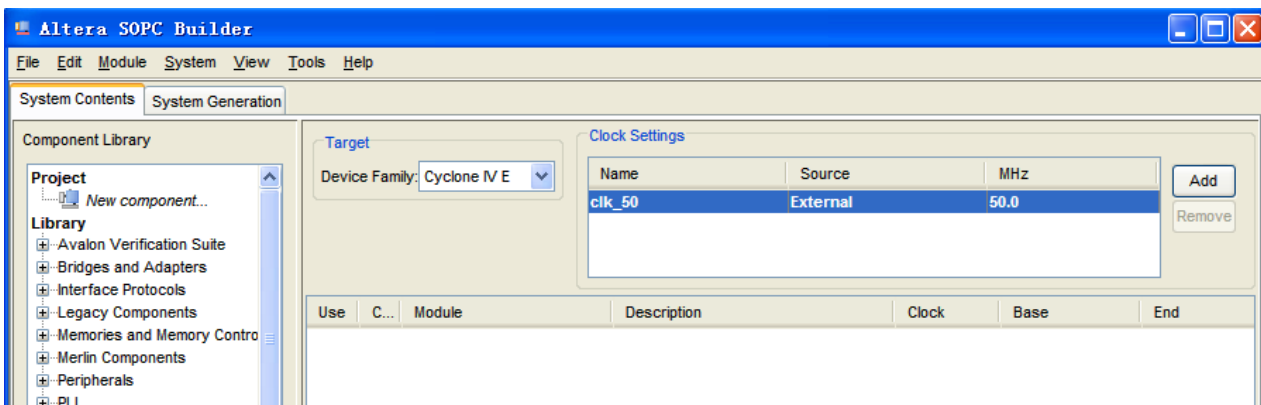 Altera SOPC Builder
File Edit Module System View Tools Help
System Contents System Generation
Component Library
Project
New component...
Library
Avalon Verification Suite
Bridges and Adapters
Interface Protocols
Legacy Components
Memories and Memory Contro
Merlin Components
Peripherals
PLL
Target
Device Family: Cyclone IV E
Clock Settings
Name Source MHz
clk_50 External 50.0
Add
Remove
Use C... Module Description Clock Base End